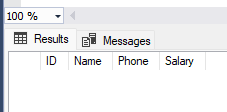 100 %
Results Messages
ID Name Phone Salary